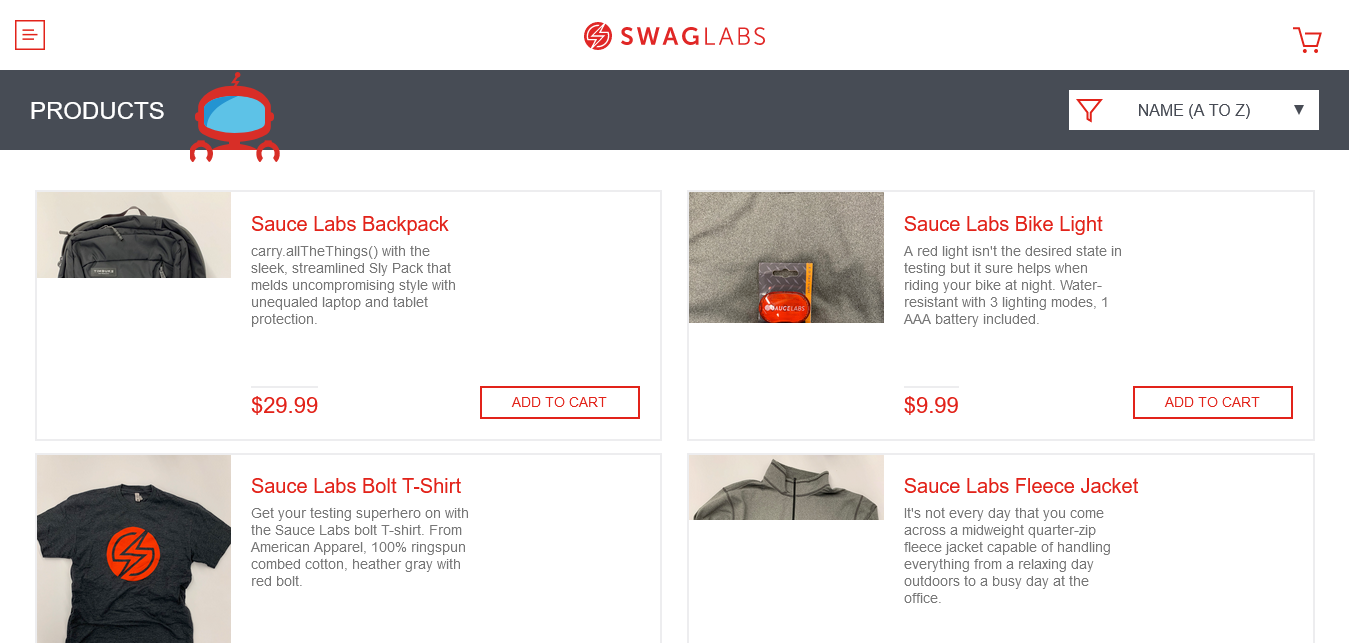 SWAGLABS
PRODUCTS
NAME (A TO Z)
Sauce Labs Backpack
carry.allTheThings() with the
sleek, streamlined Sly Pack that
melds uncompromising style with
unequaled laptop and tablet
protection.
$29.99
ADD TO CART
Sauce Labs Bike Light
A red light isn't the desired state in
testing but it sure helps when
riding your bike at night. Water-
resistant with 3 lighting modes, 1
AAA battery included.
SAUCELABS
$9.99
ADD TO CART
Sauce Labs Bolt T-Shirt
Get your testing superhero on with
the Sauce Labs bolt T-shirt. From
American Apparel, 100% ringspun
combed cotton, heather gray with
red bolt.
Sauce Labs Fleece Jacket
It's not every day that you come
across a midweight quarter-zip
fleece jacket capable of handling
everything from a relaxing day
outdoors to a busy day at the
office.